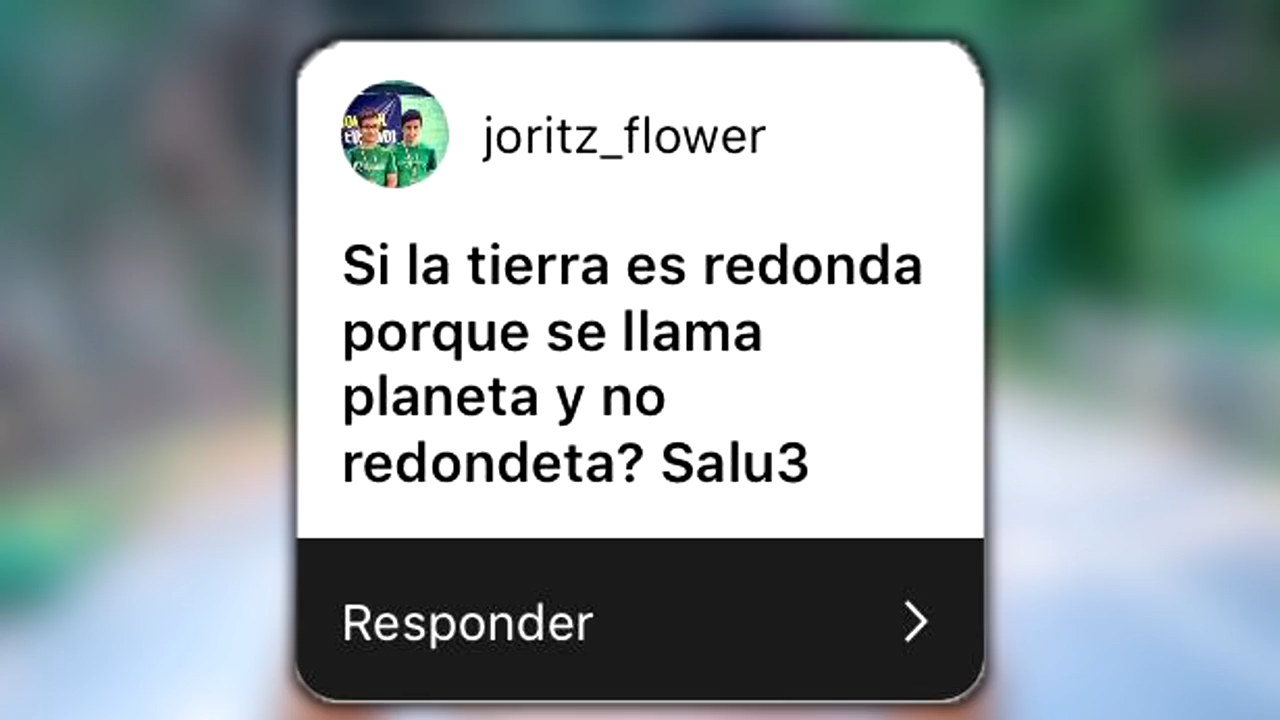 joritz_flower
Si la tierra es redonda
porque se llama
planeta y no
redondeta? Salu3
Responder